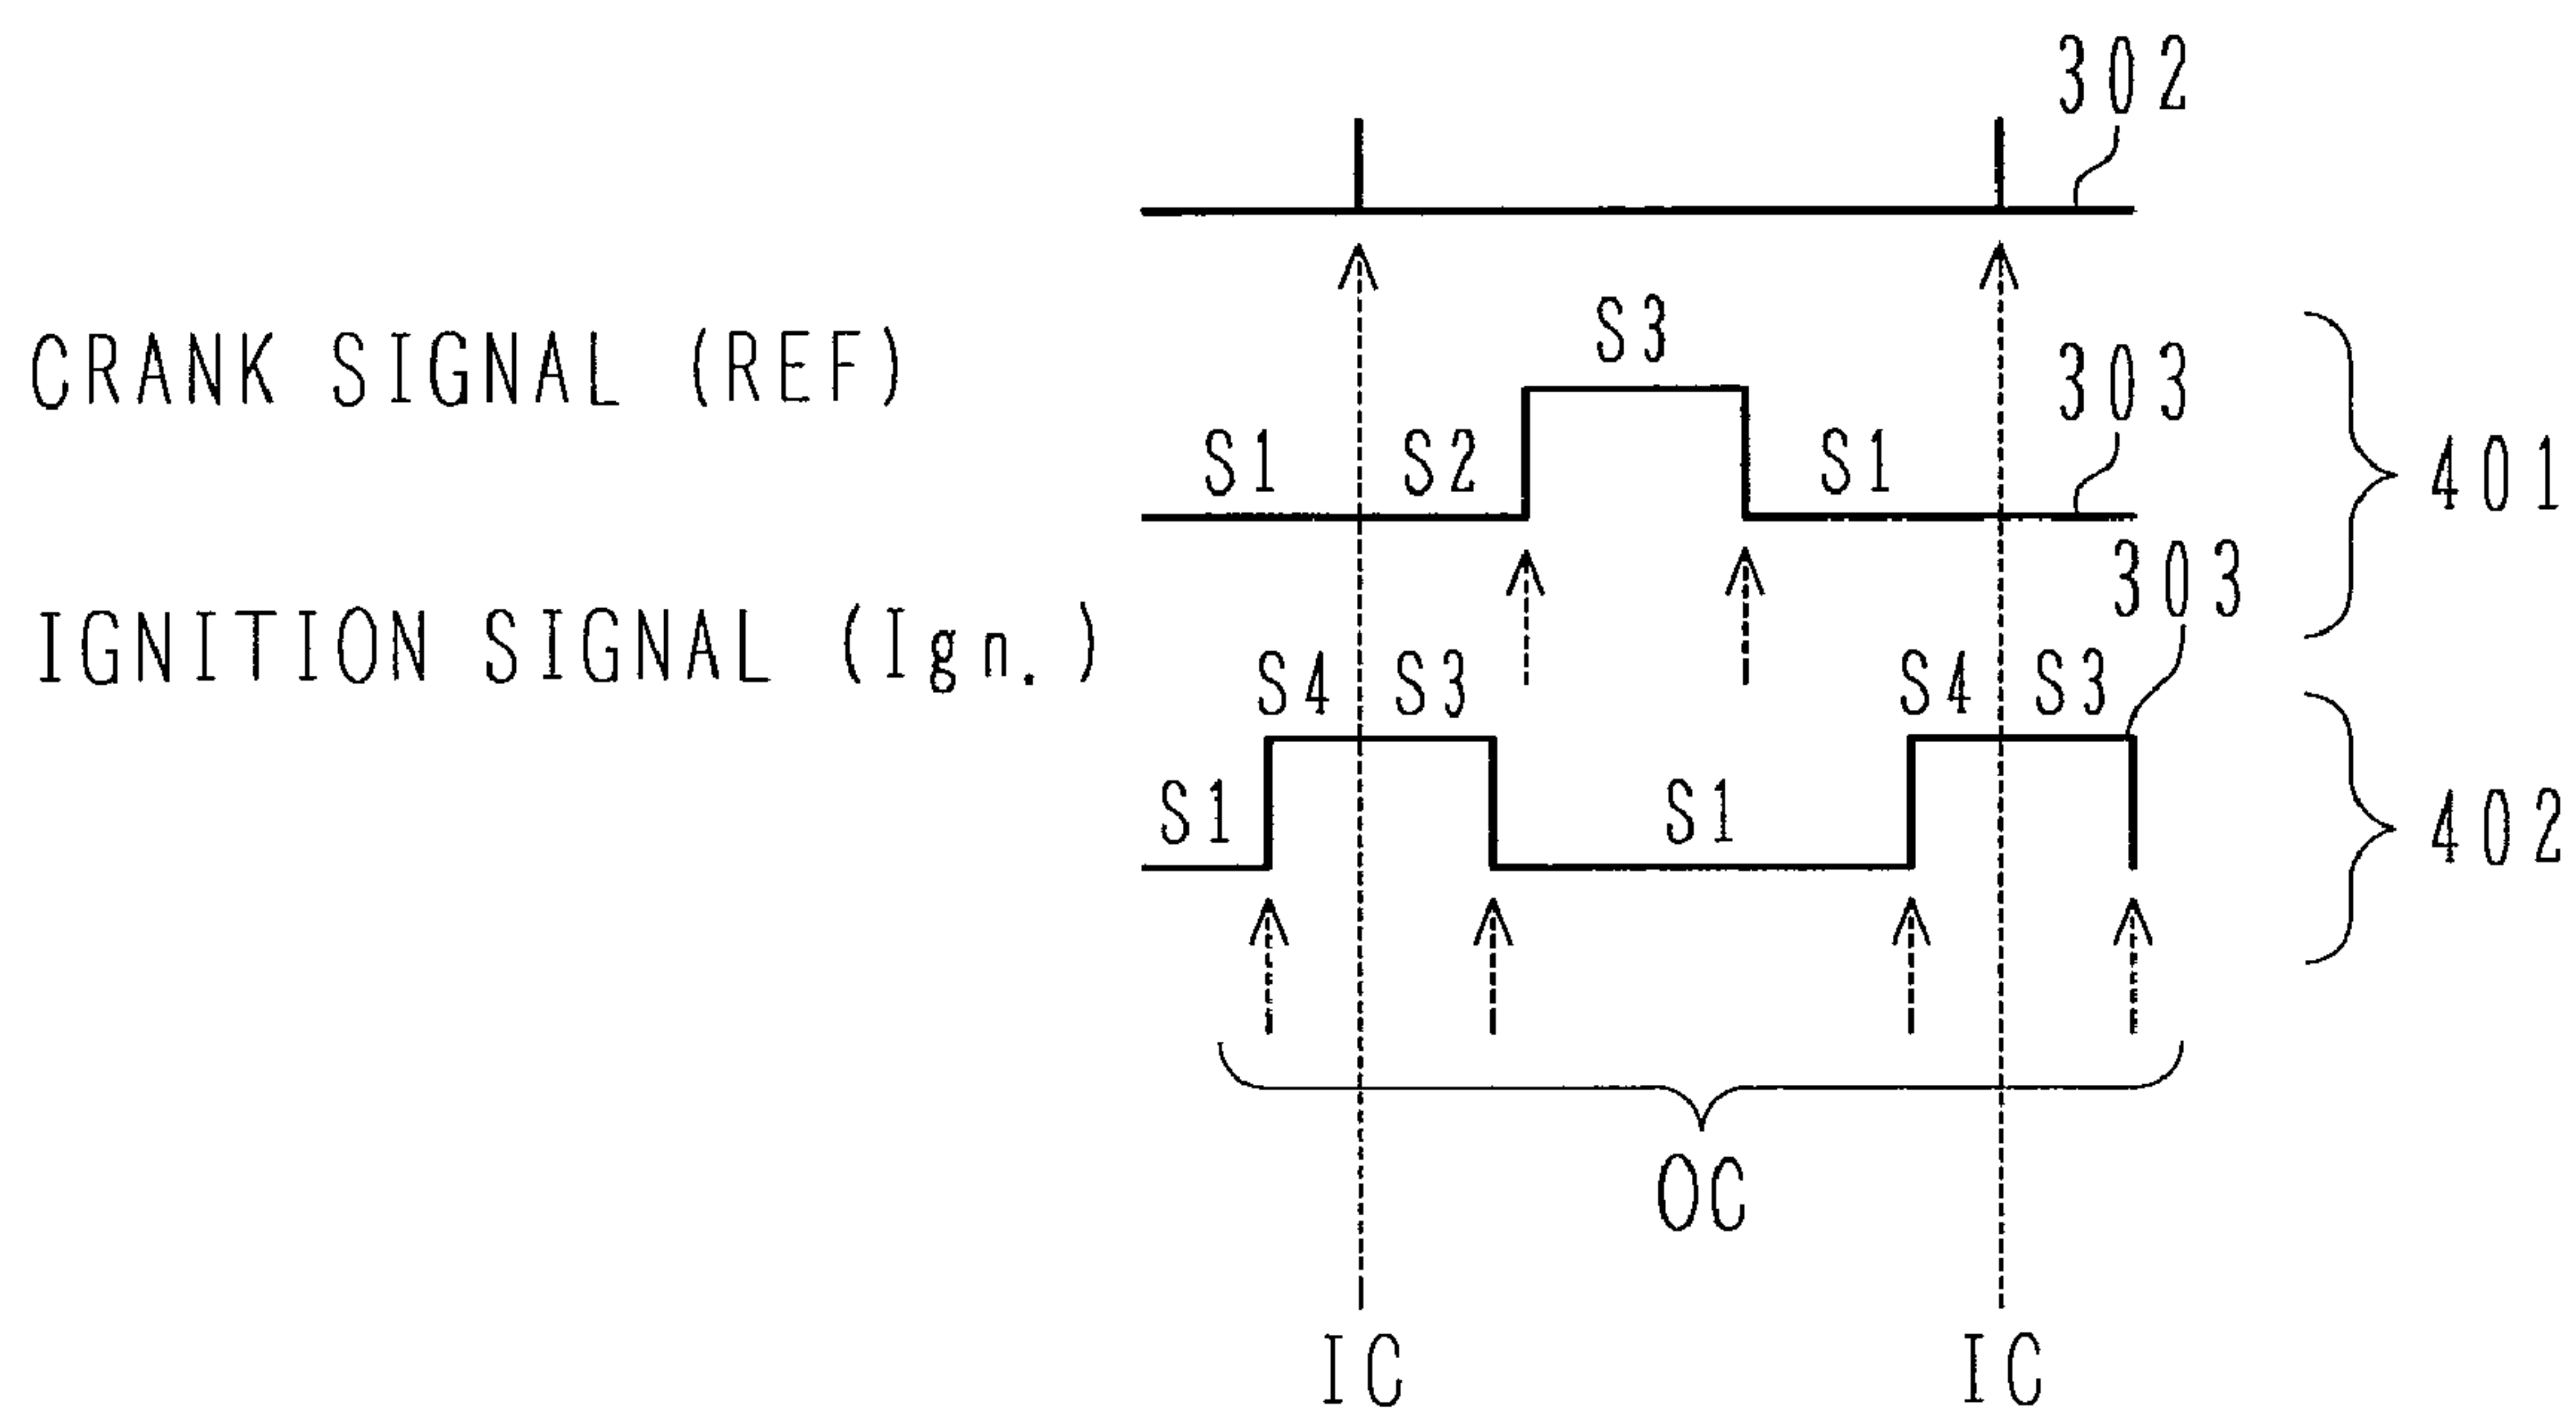 302
CRANK SIGNAL (REF)
S3
303
S1 S2 S1
401
IGNITION SIGNAL (Ign.)
303
S4 S3 S4 S3
S1 S1
402
OC
IC IC